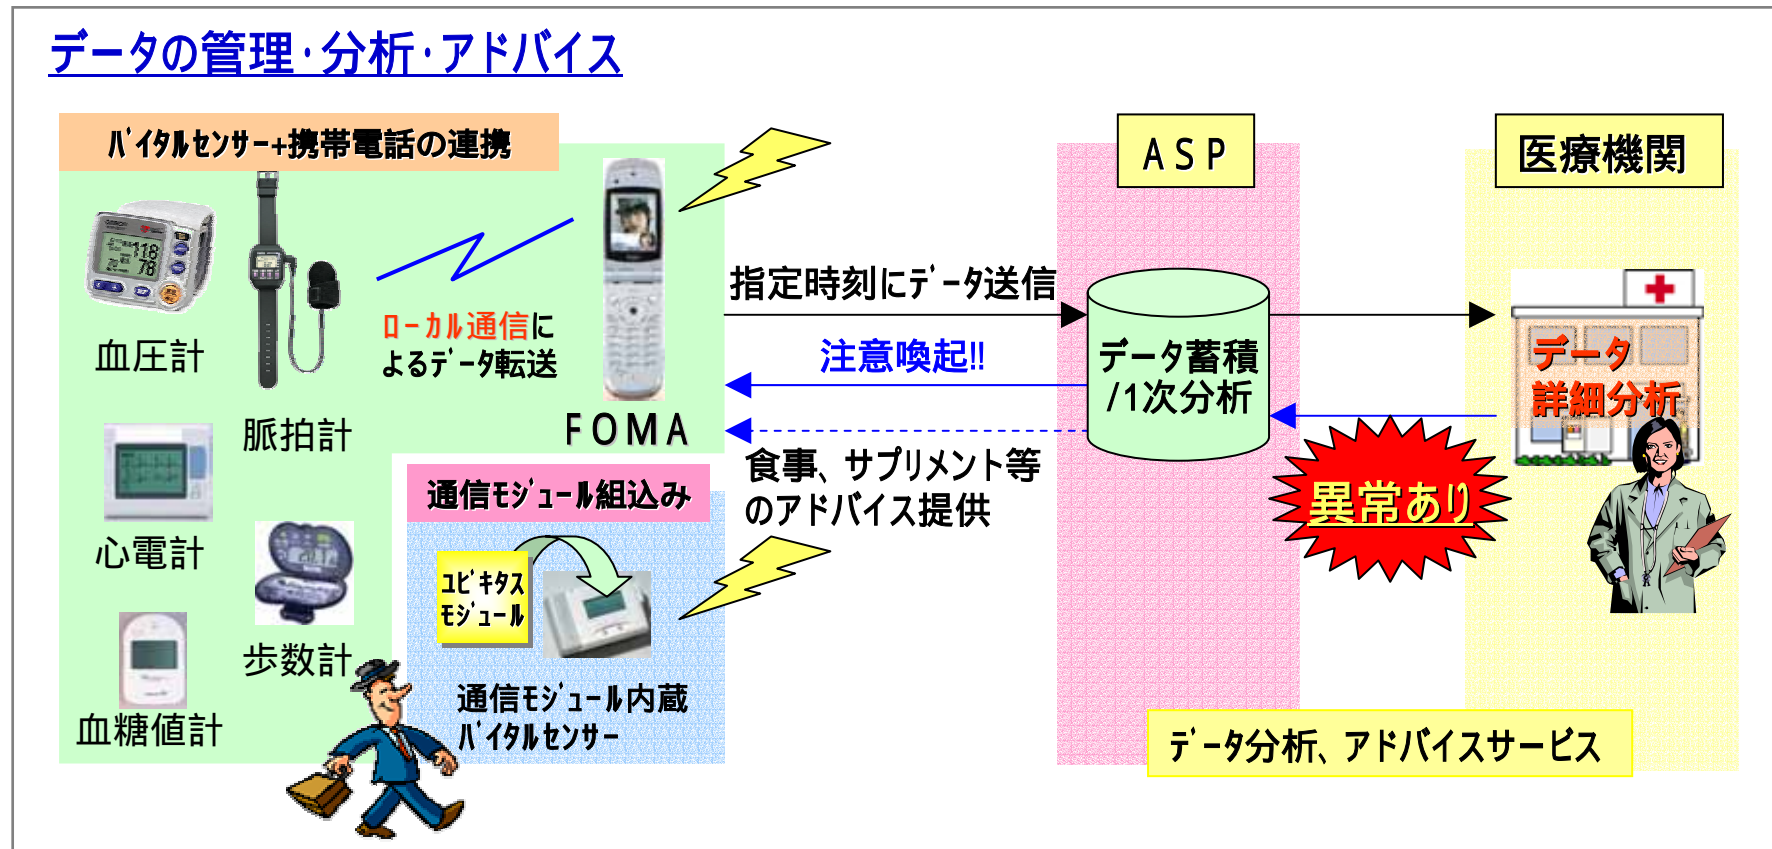 データの管理・分析・アドバイス
ﾊﾞｲﾀﾙｾﾝｻｰ+携帯電話の連携
血圧計
脈拍計
心電計
歩数計
血糖値計
118
78
ﾛｰｶﾙ通信に
よるﾃﾞｰﾀ転送
ＦＯＭＡ
通信ﾓｼﾞｭｰﾙ組込み
ﾕﾋﾞｷﾀｽ
ﾓｼﾞｭｰﾙ
通信ﾓｼﾞｭｰﾙ内蔵
ﾊﾞｲﾀﾙｾﾝｻｰ
指定時刻にﾃﾞｰﾀ送信
注意喚起!!
食事、サプリメント等
のアドバイス提供
ＡＳＰ
データ蓄積
/1次分析
医療機関
データ
詳細分析
異常あり
ﾃﾞｰﾀ分析、アドバイスサービス